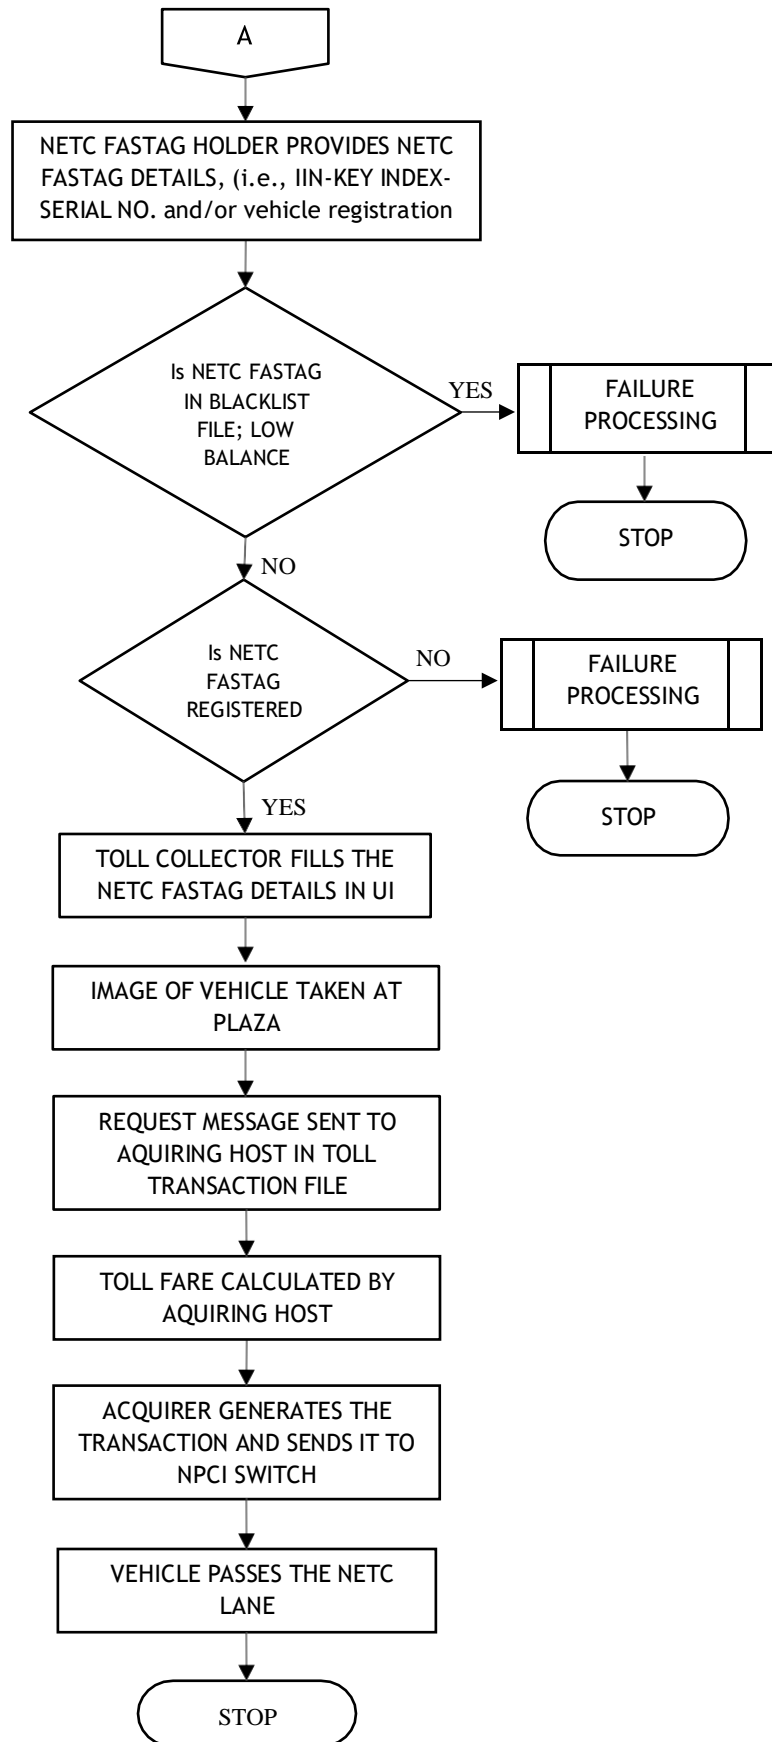 A
NETC FASTAG HOLDER PROVIDES NETC
FASTAG DETAILS, (i.e., IIN-KEY INDEX-
SERIAL NO. and/or vehicle registration
Is NETC FASTAG
IN BLACKLIST
FILE; LOW
BALANCE
YES
FAILURE
PROCESSING
STOP
NO
Is NETC
FASTAG
REGISTERED
NO
FAILURE
PROCESSING
STOP
YES
TOLL COLLECTOR FILLS THE
NETC FASTAG DETAILS IN UI
IMAGE OF VEHICLE TAKEN AT
PLAZA
REQUEST MESSAGE SENT TO
AQUIRING HOST IN TOLL
TRANSACTION FILE
TOLL FARE CALCULATED BY
AQUIRING HOST
ACQUIRER GENERATES THE
TRANSACTION AND SENDS IT TO
NPCI SWITCH
VEHICLE PASSES THE NETC
LANE
STOP